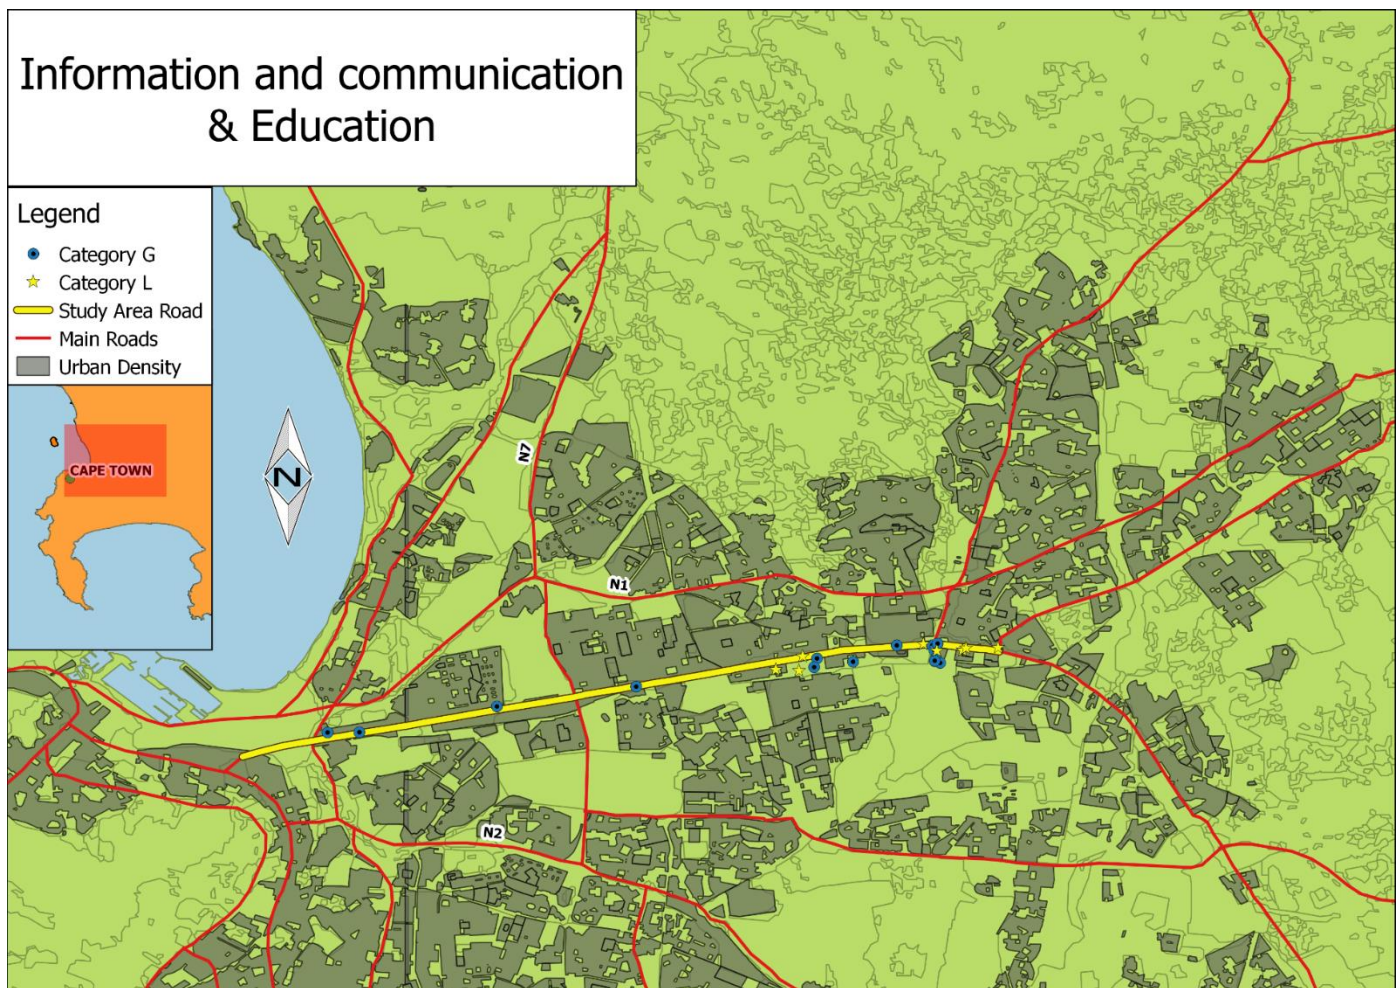 Information and communication
& Education
Legend
Category G
Category L
Study Area Road
Main Roads
Urban Density
CAPE TOWN
N
N7
N1
N2